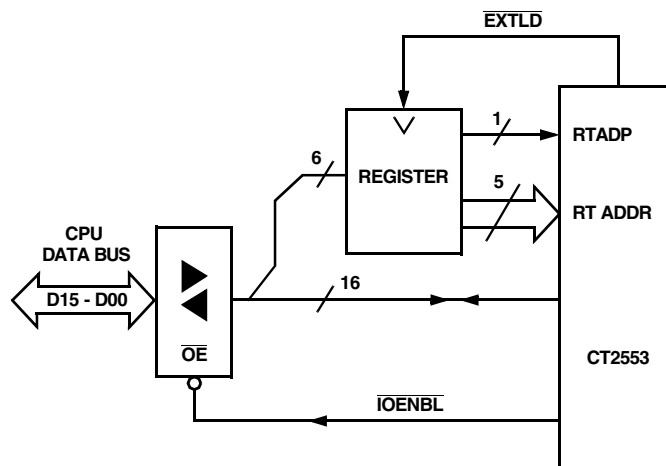 EXTLD
1
RTADP
6
REGISTER
5
RT ADDR
CPU
DATA BUS
D15 - D00
16
OE
CT2553
IOENBL